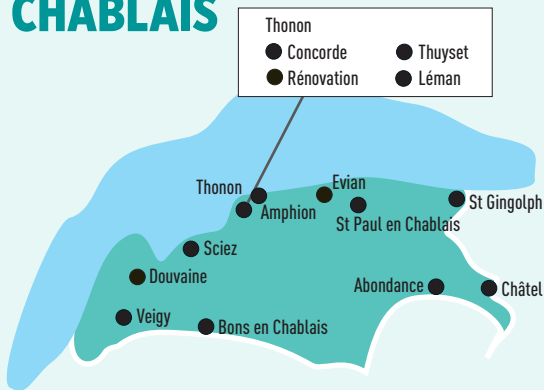 CHABLAIS
Thonon
Concorde
Thuyset
Rénovation
Léman
Thonon
Evian
Amphion
St Gingolph
St Paul en Chablais
Sciez
Douvaine
Abondance
Châtel
Veigy
Bons en Chablais